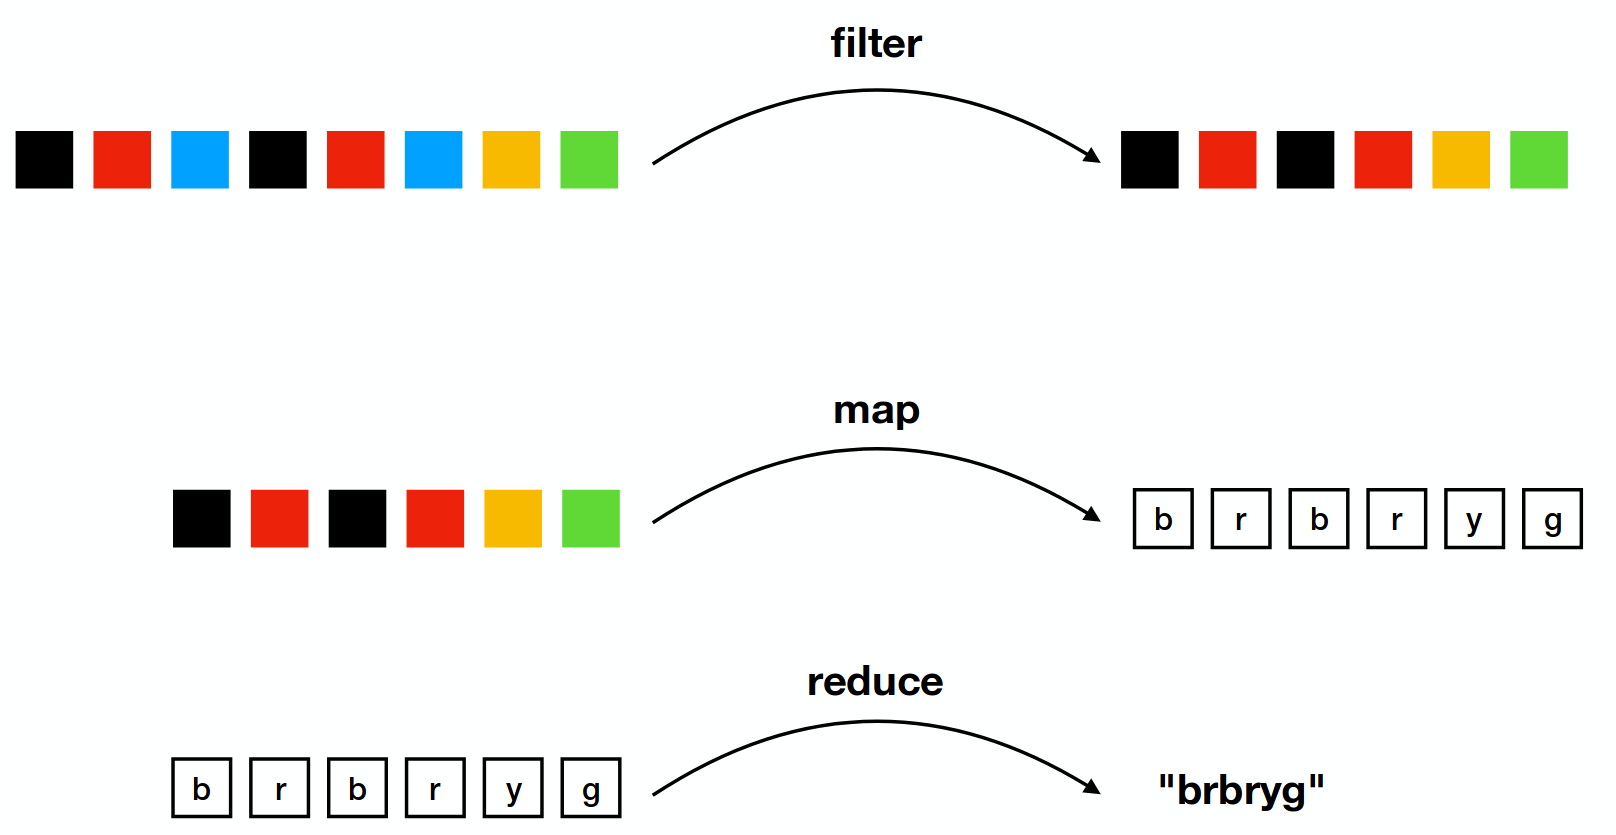 filter
map
b r b r y g
reduce
b r b r y g
"brbryg"